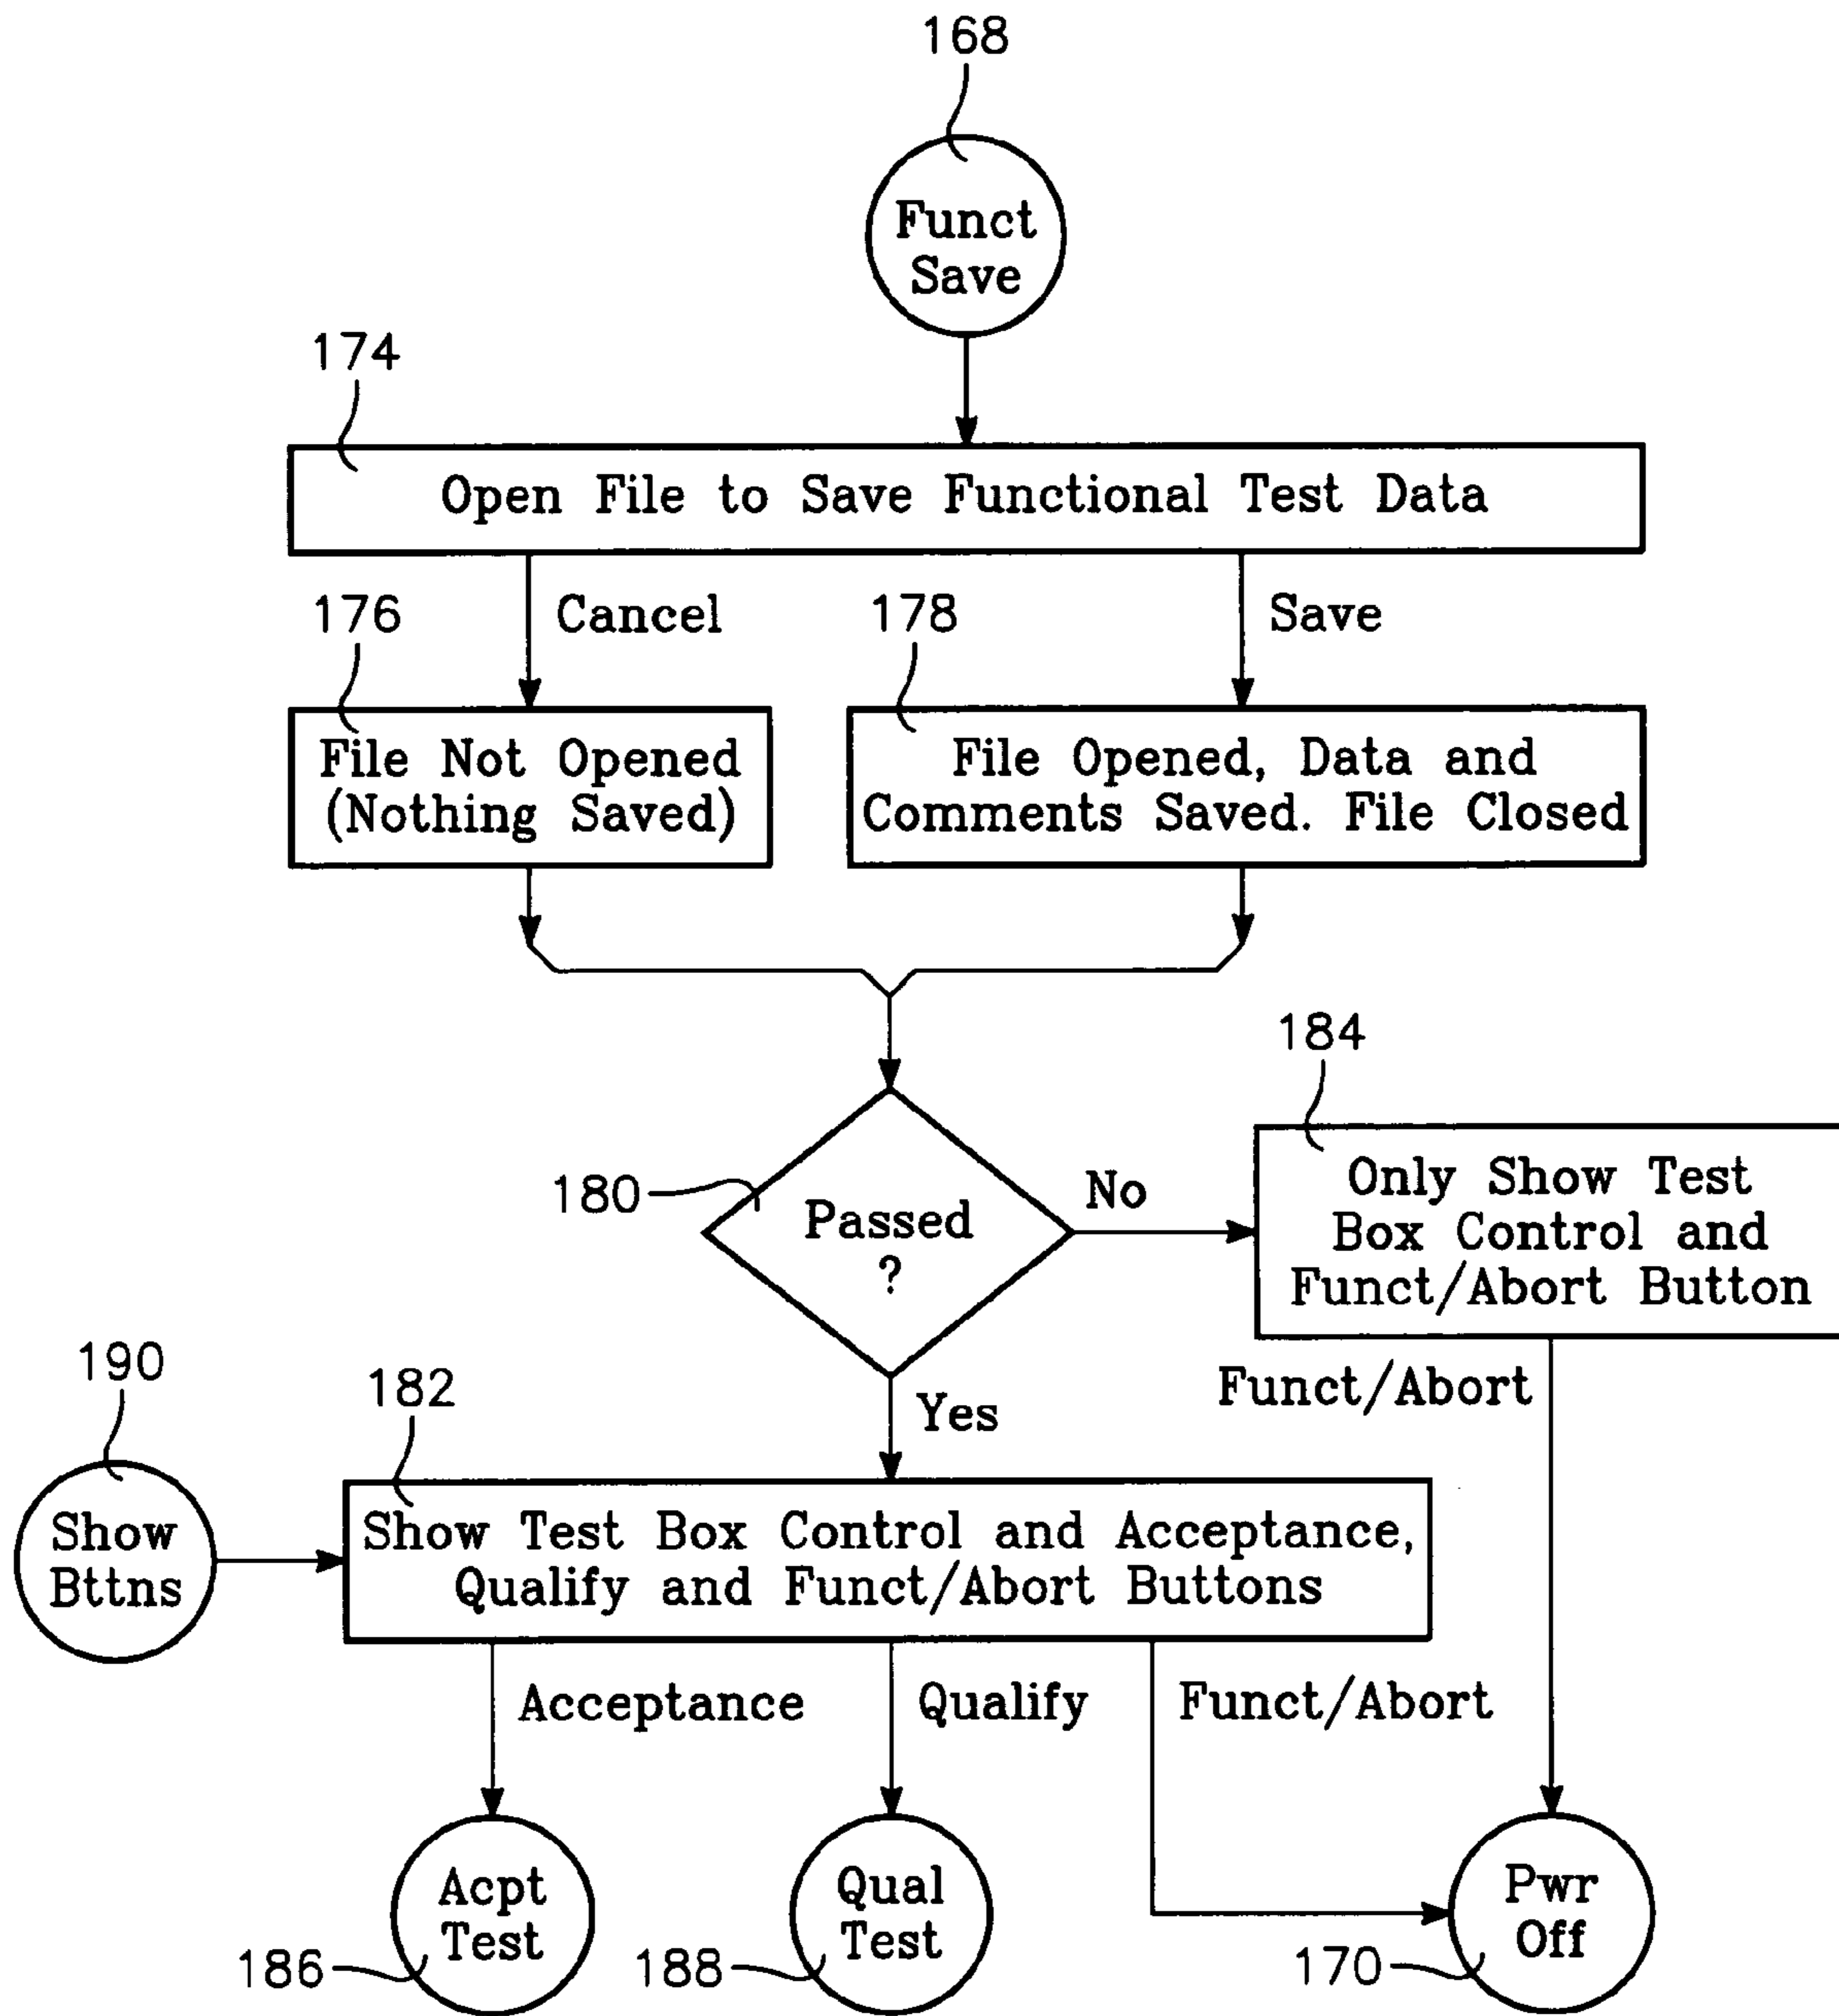 168
Funct
Save
174
Open File to Save Functional Test Data
176
Cancel
178
Save
File Not Opened
(Nothing Saved)
File Opened, Data and
Comments Saved. File Closed
184
180
Passed
?
No
Only Show Test
Box Control and
Funct/Abort Button
190
182
Yes
Funct/Abort
Show
Bttns
Show Test Box Control and Acceptance,
Qualify and Funct/Abort Buttons
Acceptance
Qualify
Funct/Abort
Acpt
Test
Qual
Test
Pwr
Off
186
188
170